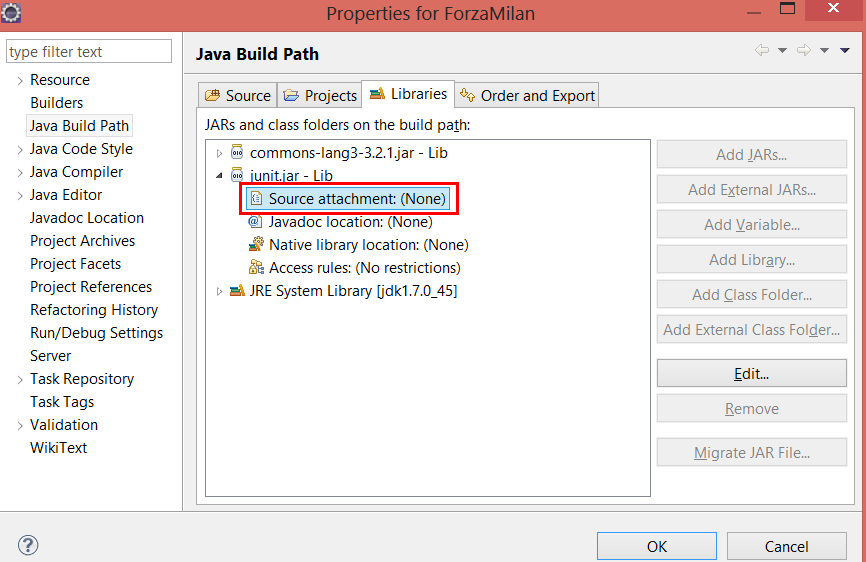 Properties for ForzaMilan
type filter text
Resource
Builders
Java Build Path
Java Code Style
Java Compiler
Java Editor
Javadoc Location
Project Archives
Project Facets
Project References
Refactoring History
Run/Debug Settings
Server
Task Repository
Task Tags
Validation
WikiText
Java Build Path
Source
Projects
Libraries
Order and Export
JARs and class folders on the build path:
commons-lang3-3.2.1.jar - Lib
junit.jar - Lib
Source attachment: (None)
Javadoc location: (None)
Native library location: (None)
Access rules: (No restrictions)
JRE System Library [jdk1.7.0_45]
Add JARs...
Add External JARs...
Add Variable...
Add Library...
Add Class Folder...
Add External Class Folder...
Edit...
Remove
Migrate JAR File...
OK
Cancel